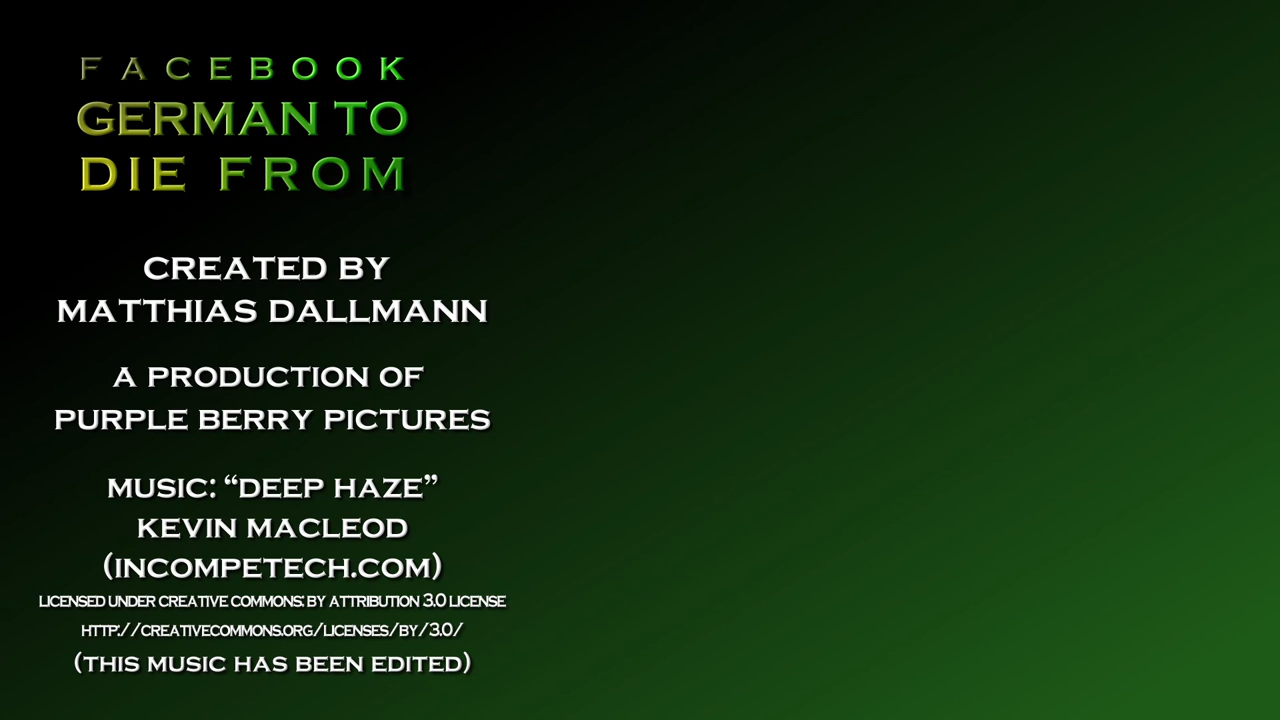 FACEBOOK
GERMAN TO
DIE FROM
CREATED BY
MATTHIAS DALLMANN
A PRODUCTION OF
PURPLE BERRY PICTURES
MUSIC: “DEEP HAZE”
KEVIN MACLEOD
(INCOMPETECH.COM)
LICENSED UNDER CREATIVE COMMONS: BY ATTRIBUTION 3.0 LICENSE
HTTP://CREATIVECOMMONS.ORG/LICENSES/BY/3.0/
(THIS MUSIC HAS BEEN EDITED)